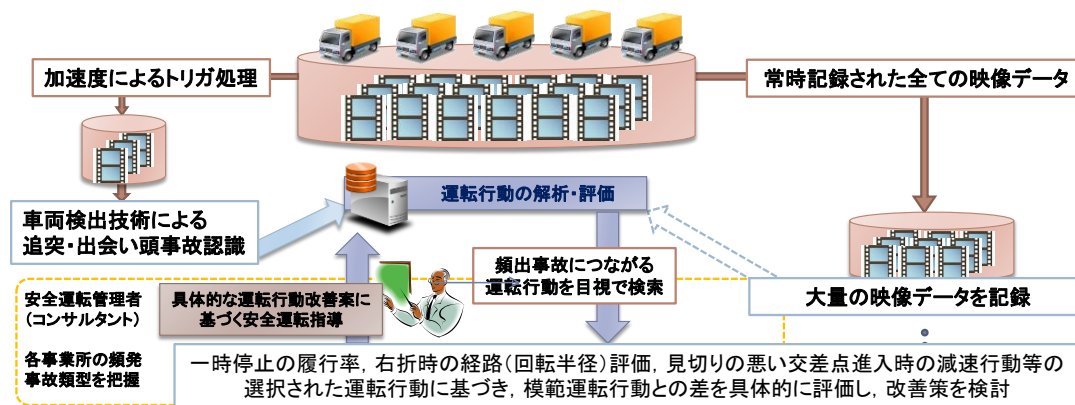 加速度によるトリガ処理
常時記録された全ての映像データ
運転行動の解析・評価
車両検出技術による
追突・出会い頭事故認識
頻出事故につながる
運転行動を目視で検索
安全運転管理者
（コンサルタント）
具体的な運転行動改善案に
基づく安全運転指導
大量の映像データを記録
各事業所の頻発
事故類型を把握
一時停止の履行率，右折時の経路（回転半径）評価，見切りの悪い交差点進入時の減速行動等の
選択された運転行動に基づき，模範運転行動との差を具体的に評価し，改善策を検討